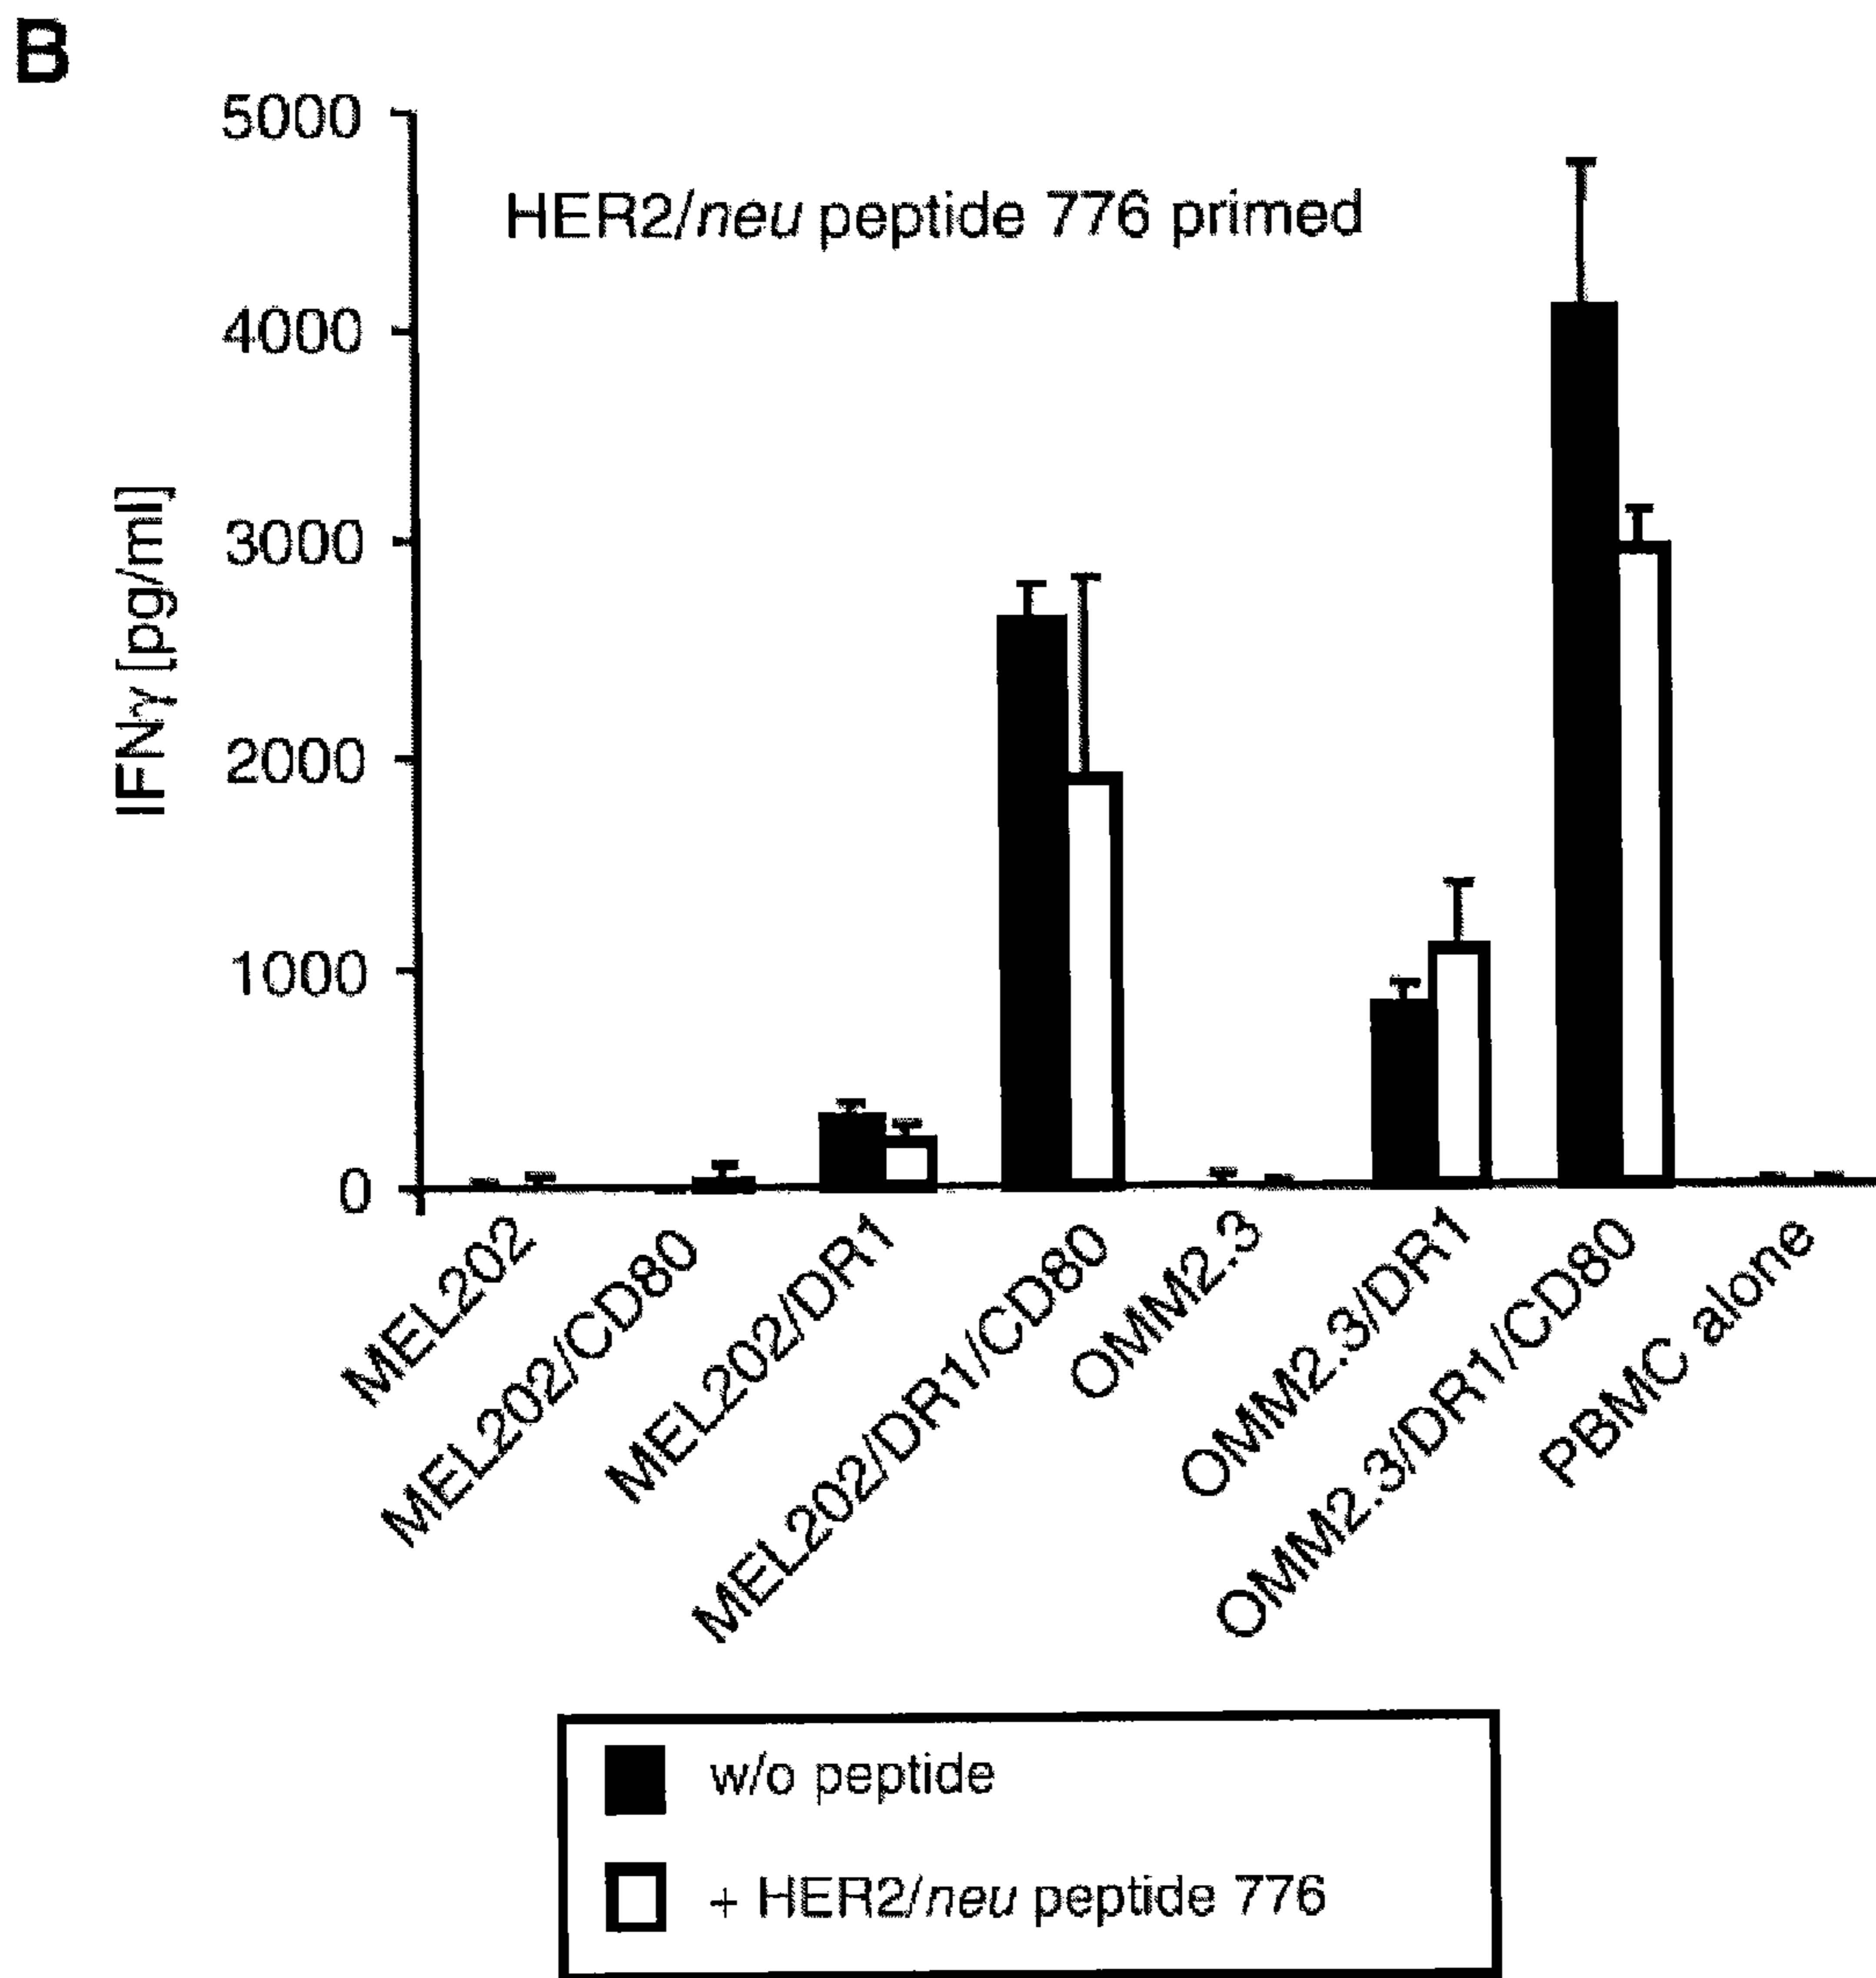 B
5000
4000
3000
2000
1000
0
IFNγ [pg/ml]
HER2/neu peptide 776 primed
MEL202
MEL202/CD80
MEL202/DR1
MEL202/DR1/CD80
OMM2.3
OMM2.3/DR1
OMM2.3/DR1/CD80
PBMC alone
w/o peptide
+ HER2/neu peptide 776